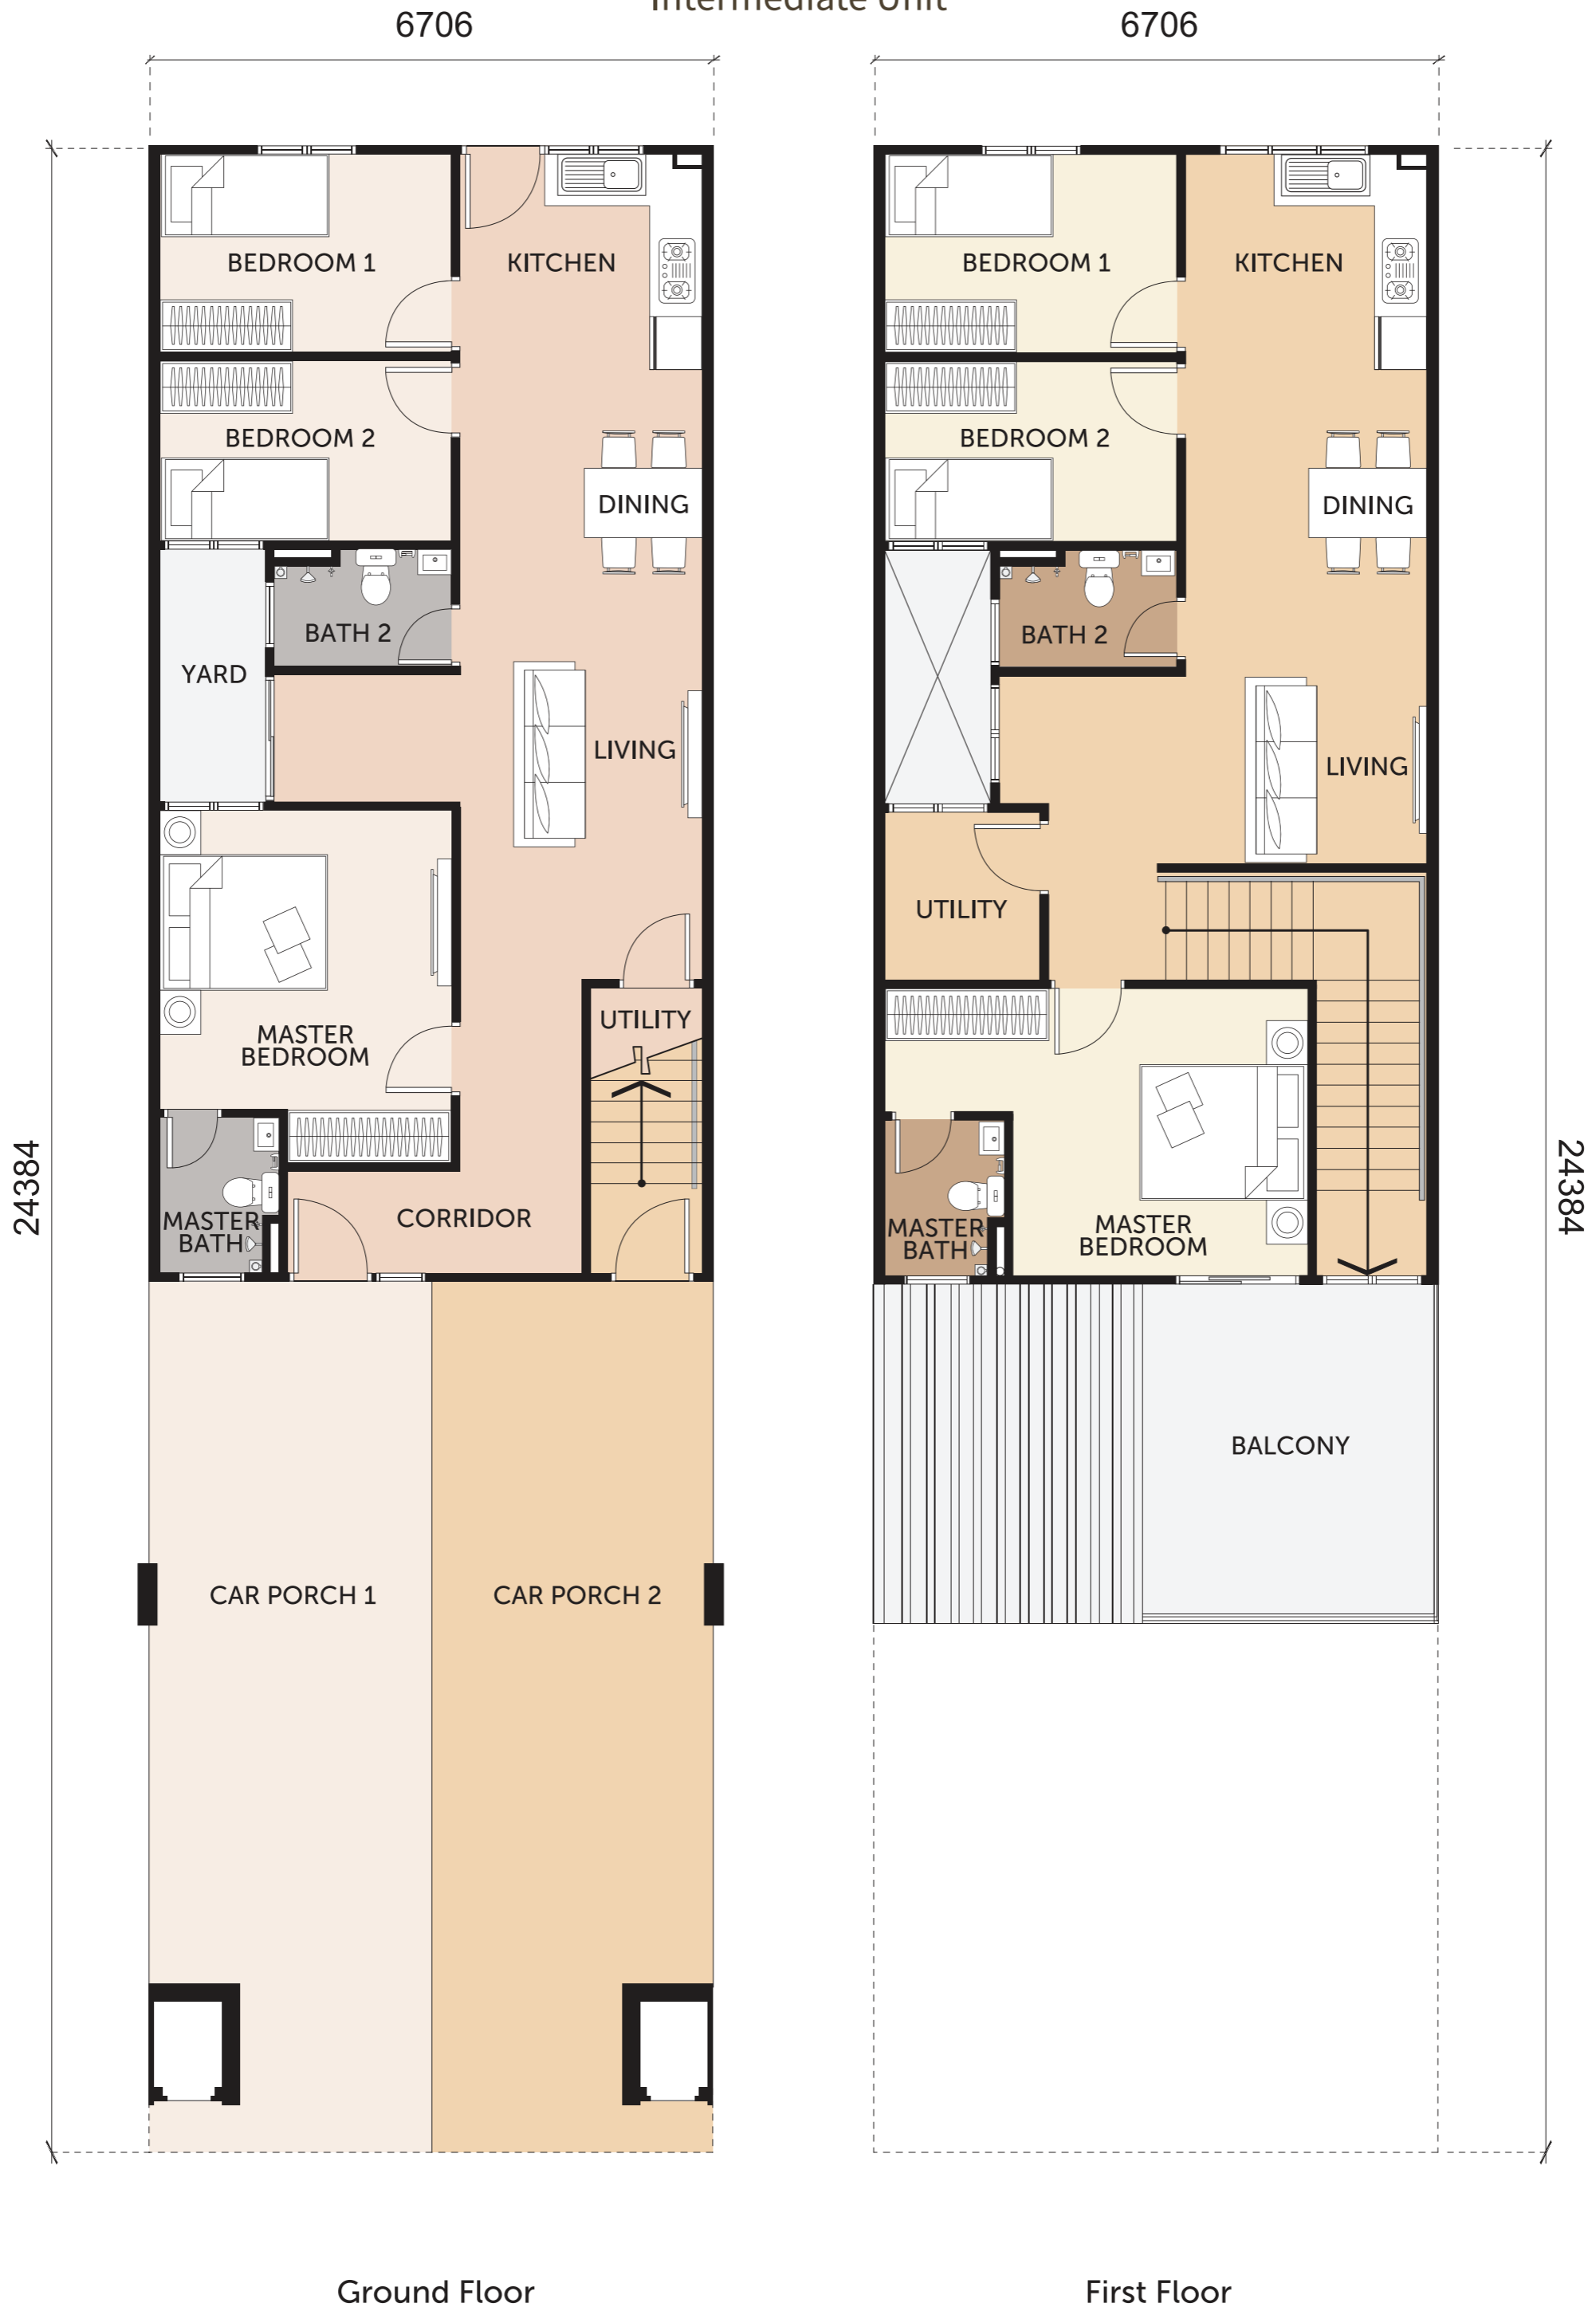 Intermediate Unit
6706
6706
BEDROOM 1
KITCHEN
BEDROOM 2
DINING
BATH 2
YARD
LIVING
UTILITY
MASTER
BEDROOM
MASTER
BATH
CORRIDOR
24384
CAR PORCH 1
CAR PORCH 2
BEDROOM 1
KITCHEN
BEDROOM 2
DINING
BATH 2
LIVING
UTILITY
MASTER
BATH
MASTER
BEDROOM
24384
BALCONY
Ground Floor
First Floor